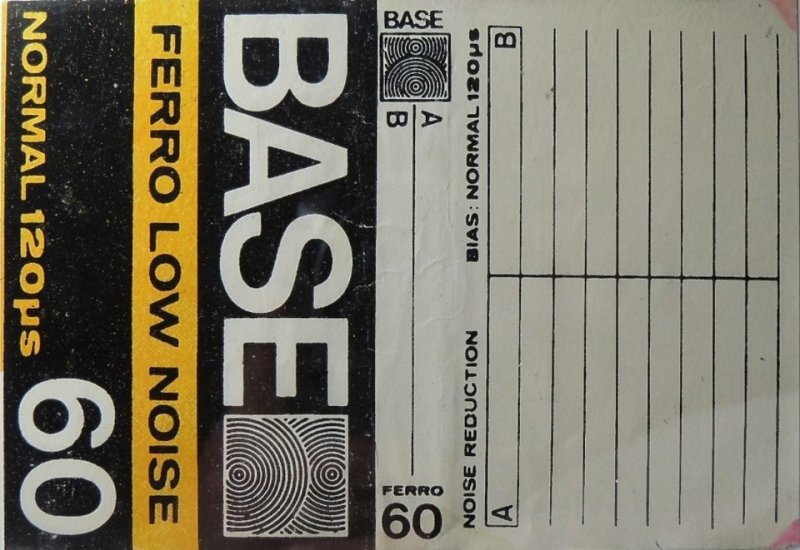 BASE
FERRO LOW NOISE
NORMAL 120µs
60
BASE
A
B
FERRO
60
NOISE REDUCTION
BIAS: NORMAL 120µs
A
B